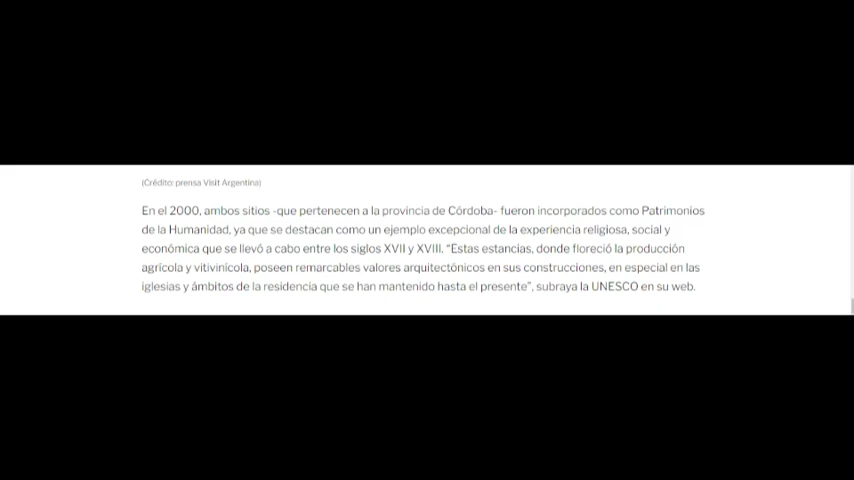 (Crédito: prensa Visit Argentina)
En el 2000, ambos sitios -que pertenecen a la provincia de Córdoba- fueron incorporados como Patrimonios
de la Humanidad, ya que se destacan como un ejemplo excepcional de la experiencia religiosa, social y
económica que se llevó a cabo entre los siglos XVII y XVIII. “Estas estancias, donde floreció la producción
agrícola y vitivinícola, poseen remarcables valores arquitectónicos en sus construcciones, en especial en las
iglesias y ámbitos de la residencia que se han mantenido hasta el presente”, subraya la UNESCO en su web.